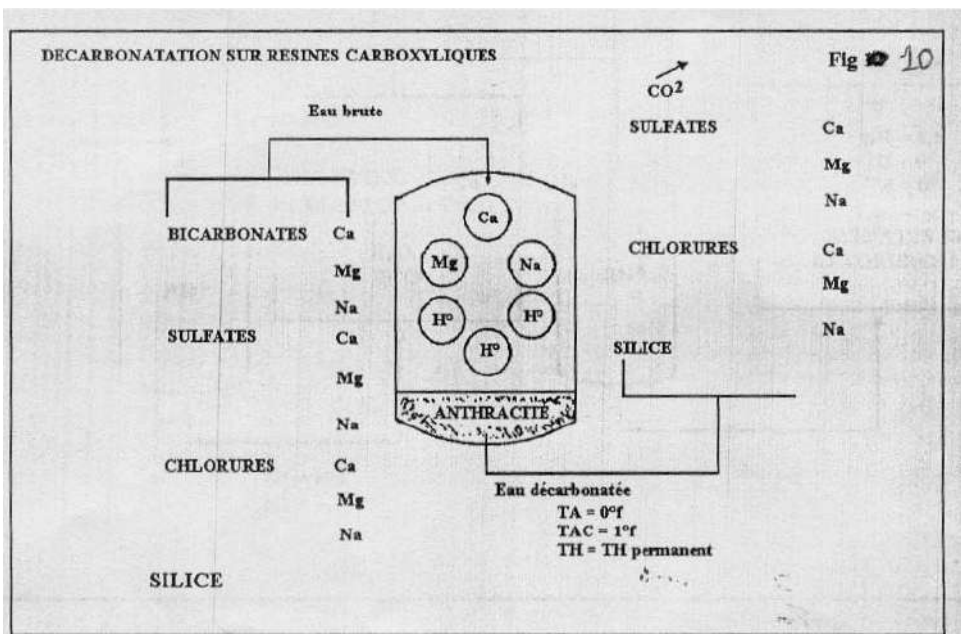 DECARBONATATION SUR RESINES CARBOXYLIQUES
Fig 10
Eau brute
BICARBONATES Ca
Mg
Na
SULFATES Ca
Mg
Na
CHLORURES Ca
Mg
Na
SILICE
Ca
Mg Na
H° H°
H°
ANTHRACITE
CO²
SULFATES Ca
Mg
Na
CHLORURES Ca
Mg
Na
SILICE
Eau décarbonatée
TA = 0°f
TAC = 1°f
TH = TH permanent